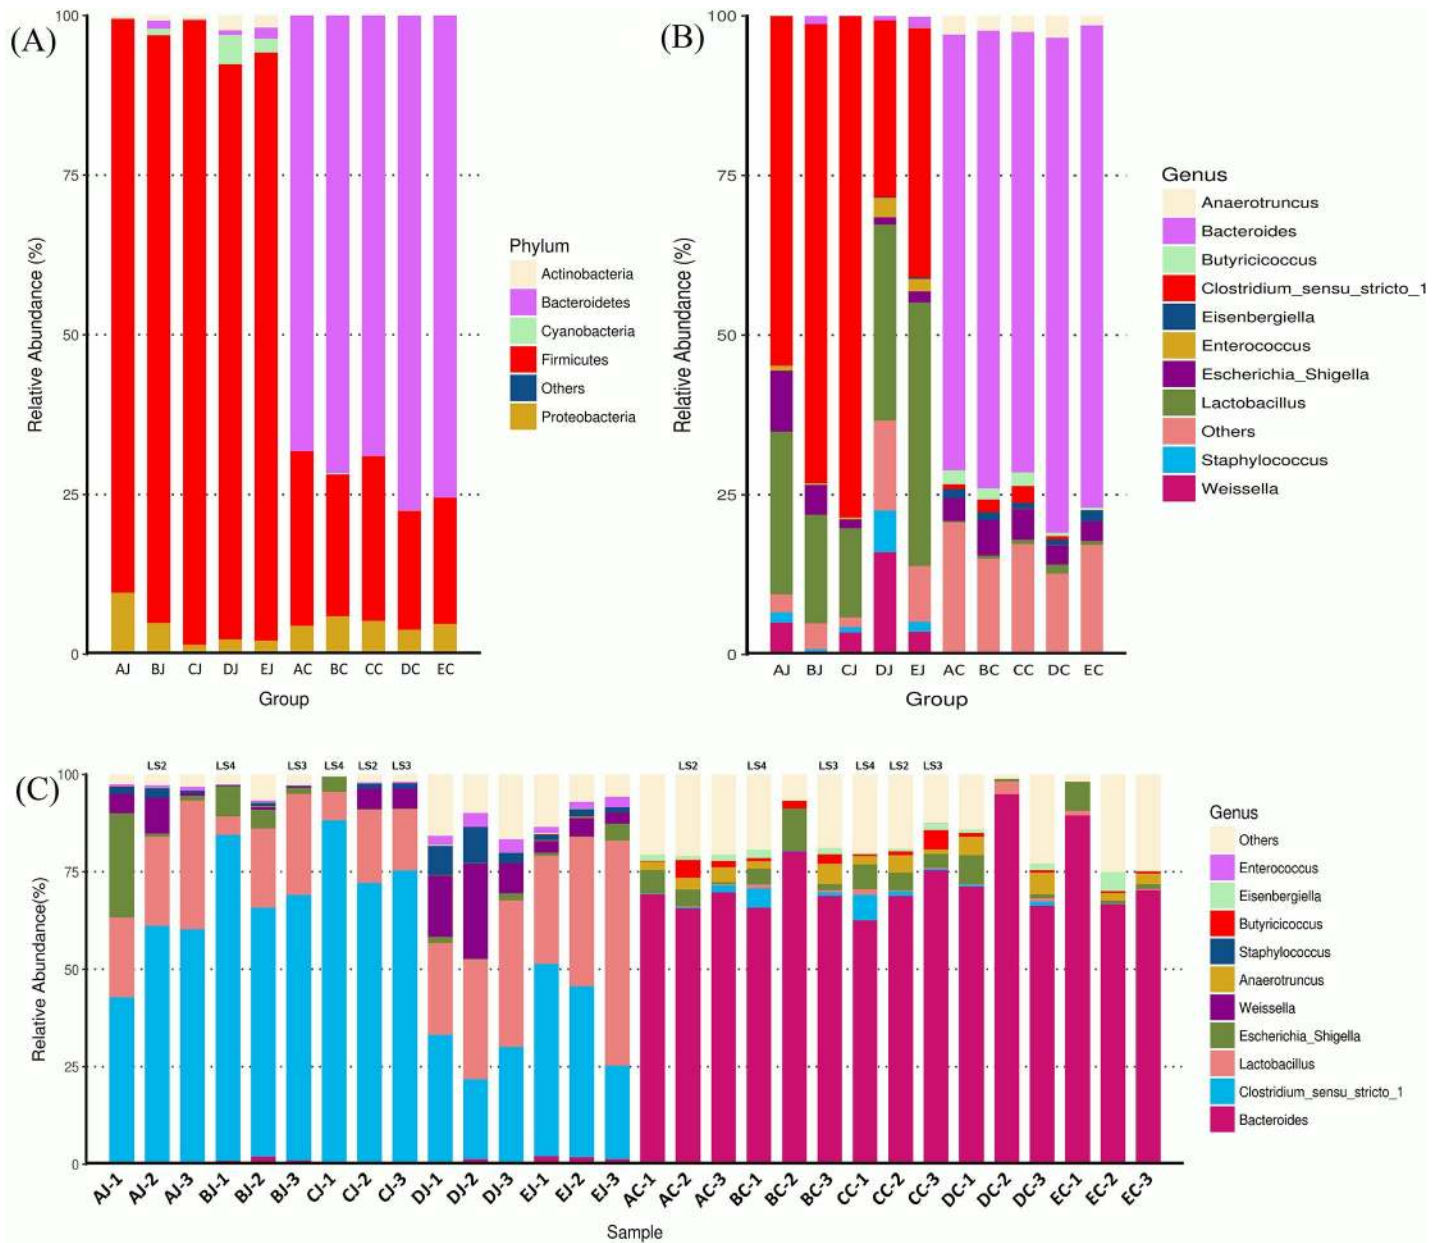 (A)
100
75
50
25
0
Relative Abundance (%)
AJ BJ CJ DJ EJ AC BC CC DC EC
Group
Phylum
Actinobacteria
Bacteroidetes
Cyanobacteria
Firmicutes
Others
Proteobacteria
(B)
100
75
50
25
0
Relative Abundance (%)
AJ BJ CJ DJ EJ AC BC CC DC EC
Group
Genus
Anaerotruncus
Bacteroides
Butyricicoccus
Clostridium_sensu_stricto_1
Eisenbergiella
Enterococcus
Escherichia_Shigella
Lactobacillus
Others
Staphylococcus
Weissella
(C)
LS2 LS4 LS3 LS4 LS2 LS3 LS2 LS4 LS3 LS4 LS2 LS3
100
75
50
25
0
Relative Abundance(%)
AJ-1 AJ-2 AJ-3 BJ-1 BJ-2 BJ-3 CJ-1 CJ-2 CJ-3 DJ-1 DJ-2 DJ-3 EJ-1 EJ-2 EJ-3 AC-1 AC-2 AC-3 BC-1 BC-2 BC-3 CC-1 CC-2 CC-3 DC-1 DC-2 DC-3 EC-1 EC-2 EC-3
Sample
Genus
Others
Enterococcus
Eisenbergiella
Butyricicoccus
Staphylococcus
Anaerotruncus
Weissella
Escherichia_Shigella
Lactobacillus
Clostridium_sensu_stricto_1
Bacteroides